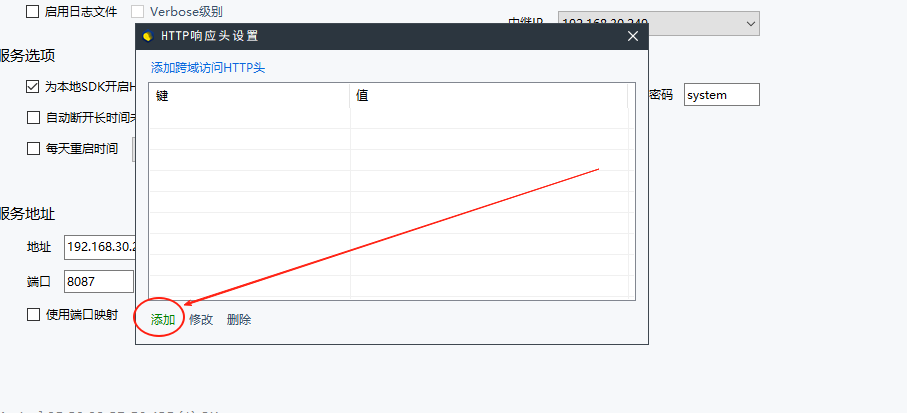 启用日志文件 Verbose级别
中继IP 192.168.30.240
HTTP响应头设置
服务选项
添加跨域访问HTTP头
为本地SDK开启H
键 值
密码 system
自动断开长时间未
每天重启时间
服务地址
地址 192.168.30.2
端口 8087
使用端口映射
添加 修改 删除